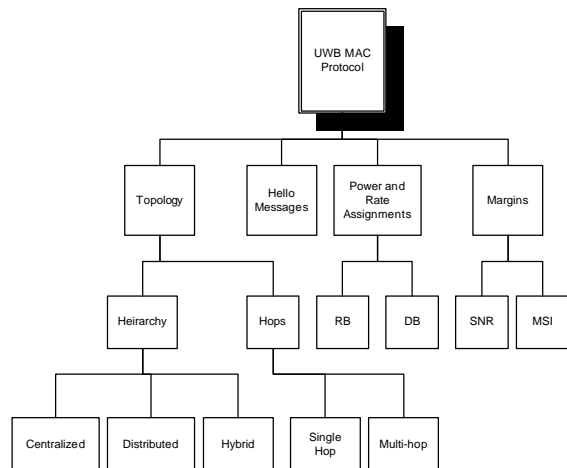 UWB MAC
Protocol
Topology
Hello
Messages
Power and
Rate
Assignments
Margins
Heirarchy
Hops
RB
DB
SNR
MSI
Centralized
Distributed
Hybrid
Single
Hop
Multi-hop